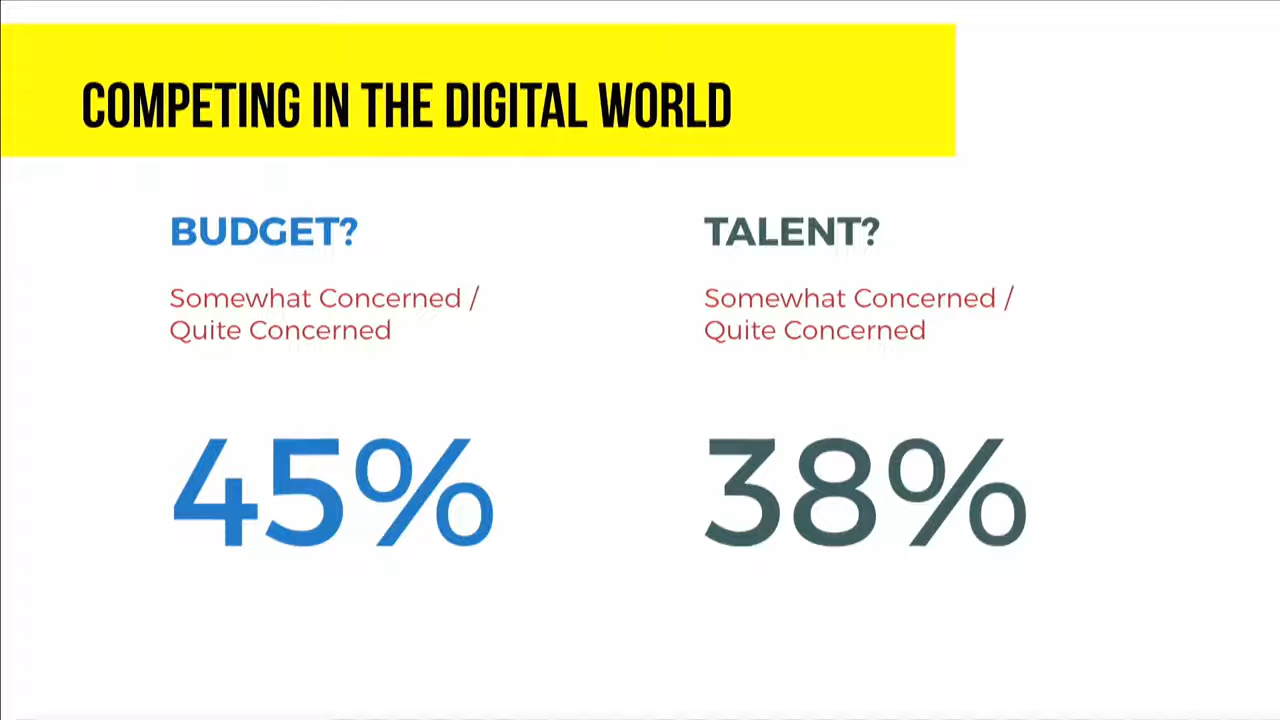 COMPETING IN THE DIGITAL WORLD
BUDGET?
Somewhat Concerned /
Quite Concerned
45%
TALENT?
Somewhat Concerned /
Quite Concerned
38%